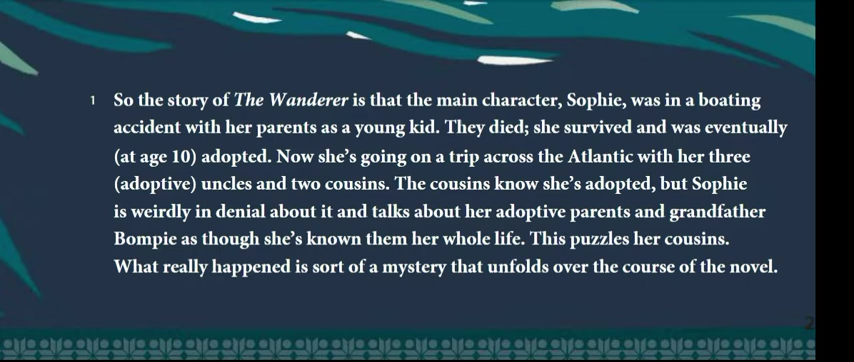 1 So the story of The Wanderer is that the main character, Sophie, was in a boating
accident with her parents as a young kid. They died; she survived and was eventually
(at age 10) adopted. Now she’s going on a trip across the Atlantic with her three
(adoptive) uncles and two cousins. The cousins know she’s adopted, but Sophie
is weirdly in denial about it and talks about her adoptive parents and grandfather
Bompie as though she’s known them her whole life. This puzzles her cousins.
What really happened is sort of a mystery that unfolds over the course of the novel.
2